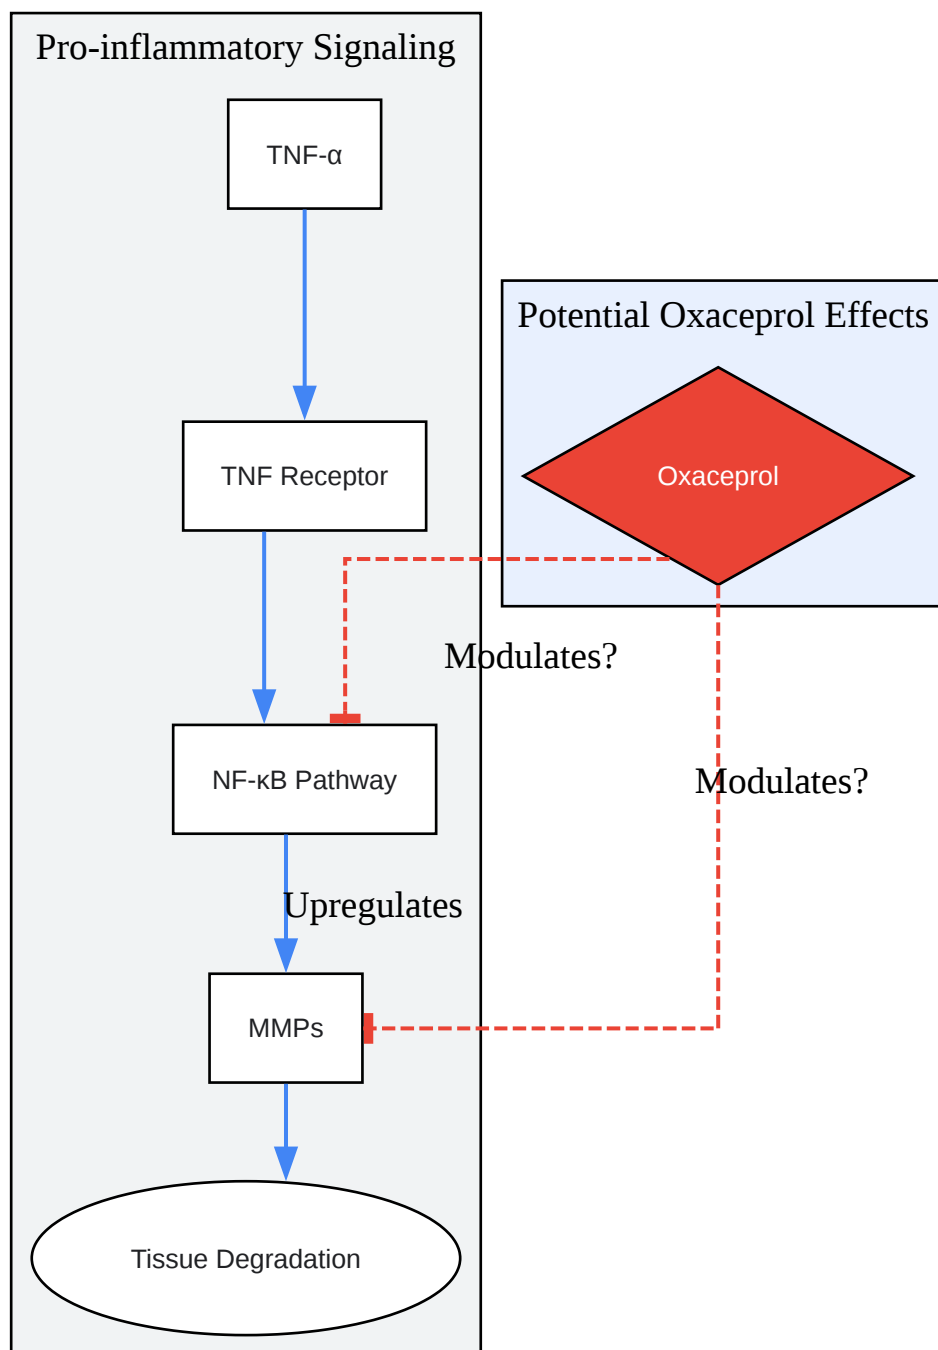 Pro-inflammatory Signaling
TNF-α
Potential Oxaceprol Effects
TNF Receptor
Oxaceprol
Modulates?
NF-κB Pathway
Modulates?
Upregulates
MMPs
Tissue Degradation